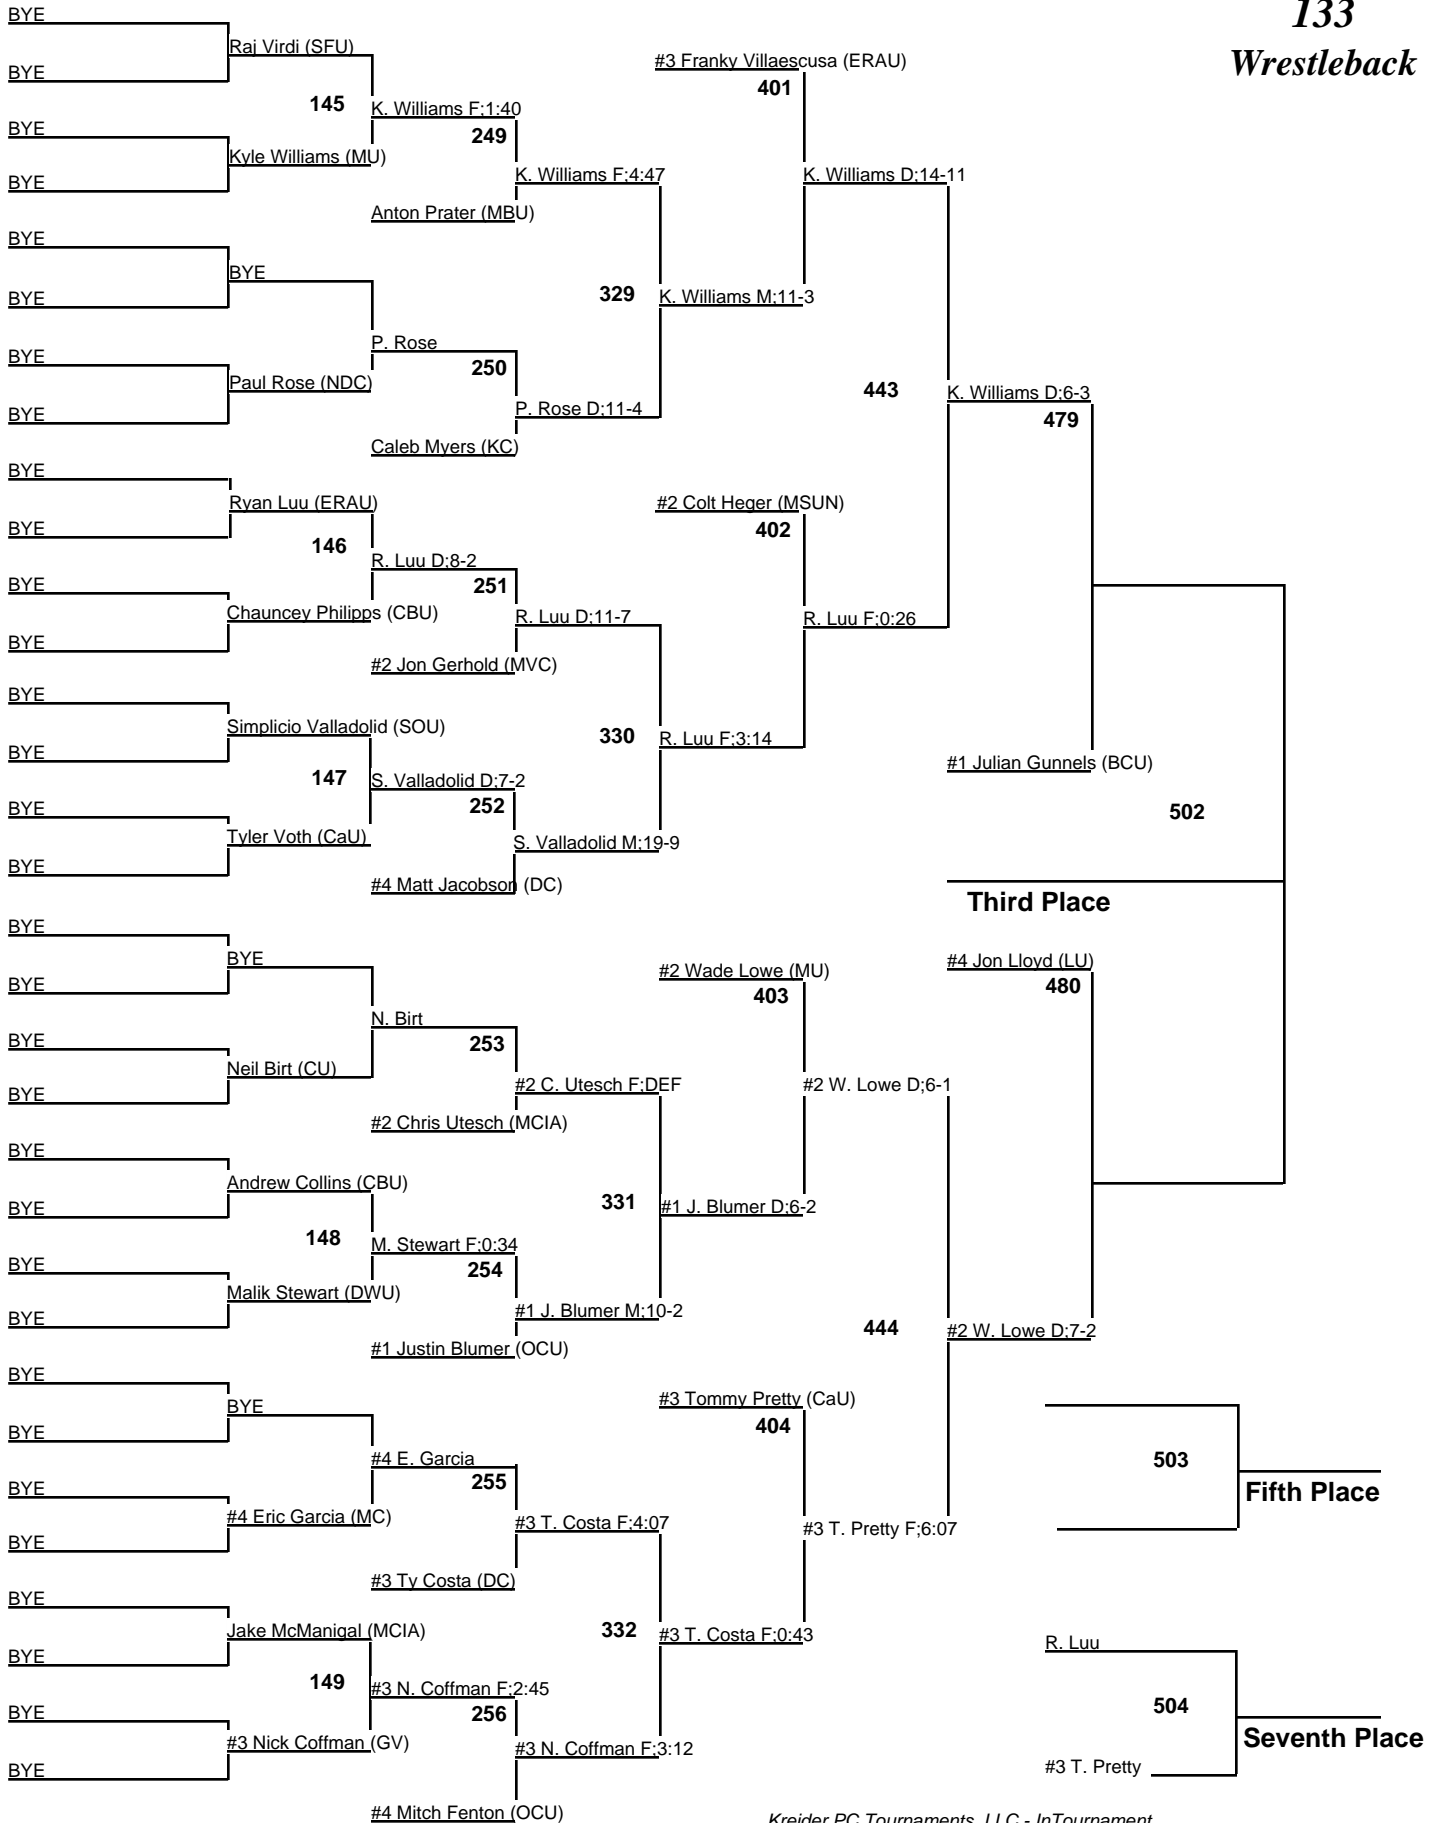 133
Wrestleback
BYE
Raj Virdi (SFU)
BYE
145
K. Williams F;1:40
BYE
249
Kyle Williams (MU)
BYE
K. Williams F;4:47
Anton Prater (MBU)
BYE
BYE
BYE
329
K. Williams M;11-3
P. Rose
BYE
250
Paul Rose (NDC)
BYE
P. Rose D;11-4
Caleb Myers (KC)
#3 Franky Villaescusa (ERAU)
401
K. Williams D;14-11
443
K. Williams D;6-3
479
BYE
Ryan Luu (ERAU)
BYE
146
R. Luu D;8-2
BYE
251
Chauncey Philipps (CBU)
BYE
R. Luu D;11-7
#2 Jon Gerhold (MVC)
BYE
Simplicio Valladolid (SOU)
BYE
330
R. Luu F;3:14
147
S. Valladolid D;7-2
BYE
252
Tyler Voth (CaU)
BYE
S. Valladolid M;19-9
#4 Matt Jacobson (DC)
#2 Colt Heger (MSUN)
402
R. Luu F;0:26
#1 Julian Gunnels (BCU)
502
Third Place
BYE
BYE
BYE
N. Birt
BYE
253
Neil Birt (CU)
BYE
#2 C. Utesch F;DEF
#2 Chris Utesch (MCIA)
BYE
Andrew Collins (CBU)
BYE
331
#1 J. Blumer D;6-2
148
M. Stewart F;0:34
BYE
254
Malik Stewart (DWU)
BYE
#1 J. Blumer M;10-2
#1 Justin Blumer (OCU)
#2 Wade Lowe (MU)
403
#2 W. Lowe D;6-1
#4 Jon Lloyd (LU)
480
444
#2 W. Lowe D;7-2
BYE
BYE
BYE
#4 E. Garcia
BYE
255
#4 Eric Garcia (MC)
BYE
#3 T. Costa F;4:07
#3 Ty Costa (DC)
BYE
Jake McManigal (MCIA)
BYE
332
#3 T. Costa F;0:43
149
#3 N. Coffman F;2:45
BYE
256
#3 Nick Coffman (GV)
BYE
#3 N. Coffman F;3:12
#4 Mitch Fenton (OCU)
#3 Tommy Pretty (CaU)
404
#3 T. Pretty F;6:07
503
Fifth Place
R. Luu
504
Seventh Place
#3 T. Pretty
Kreider PC Tournaments, LLC - InTournament